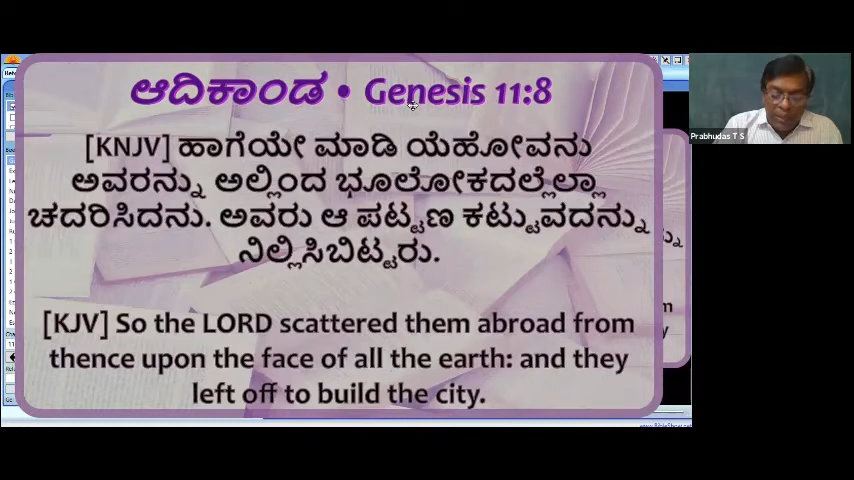 ಆದಿಕಾಂಡ • Genesis 11:8
[KNJV] ಹಾಗೆಯೇ ಮಾಡಿ ಯೆಹೋವನು
ಅವರನ್ನು ಅಲ್ಲಿಂದ ಭೂಲೋಕದಲ್ಲೆಲ್ಲಾ
ಚದರಿಸಿದನು. ಅವರು ಆ ಪಟ್ಟಣ ಕಟ್ಟುವದನ್ನು
ನಿಲ್ಲಿಸಿಬಿಟ್ಟರು.
[KJV] So the LORD scattered them abroad from
thence upon the face of all the earth: and they
left off to build the city.
Prabhudas T S